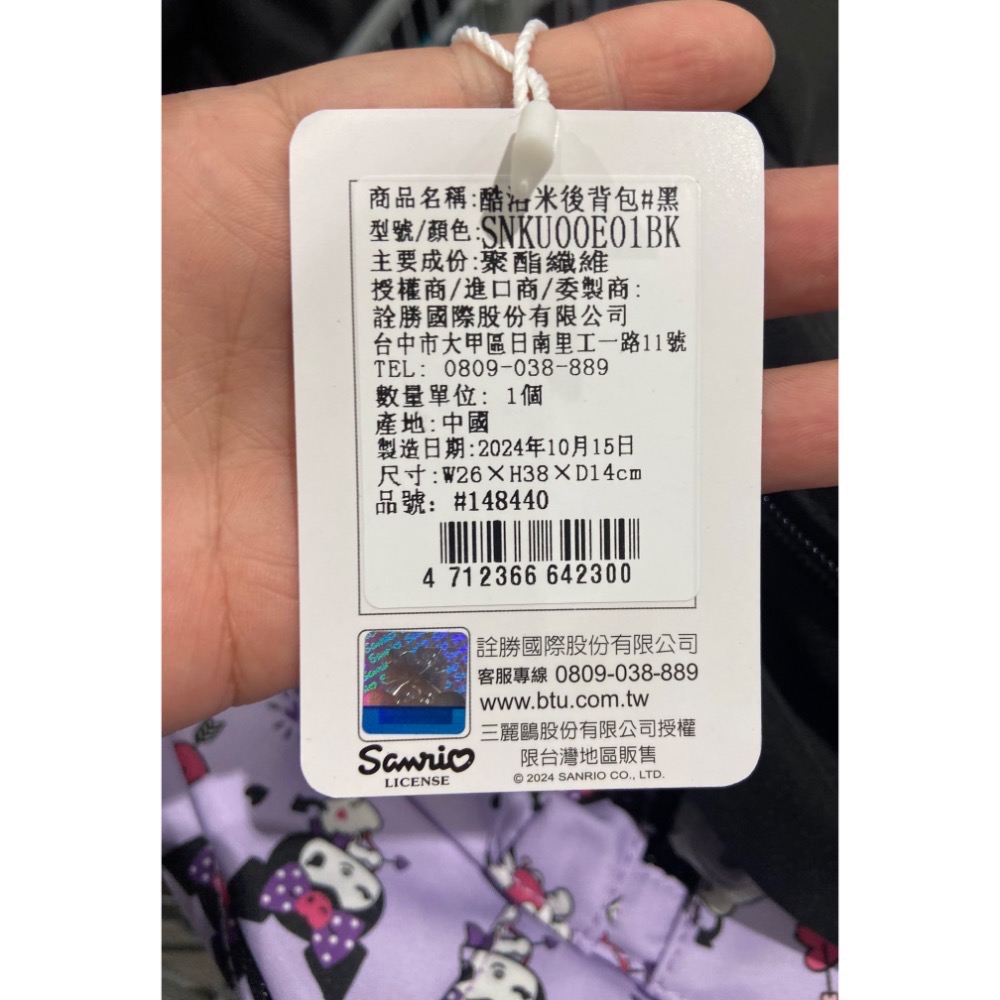 商品名稱:酷洛米後背包#黑
型號/顏色:SNKU00E01BK
主要成份:聚酯纖維
授權商/進口商/委製商:
詮勝國際股份有限公司
台中市大甲區日南里工一路11號
TEL: 0809-038-889
數量單位: 1個
產地:中國
製造日期:2024年10月15日
尺寸:W26×H38×D14cm
品號: #148440
4 712366 642300
詮勝國際股份有限公司
客服專線 0809-038-889
www.btu.com.tw
三麗鷗股份有限公司授權
限台灣地區販售
Sanrio
LICENSE
© 2024 SANRIO CO., LTD.